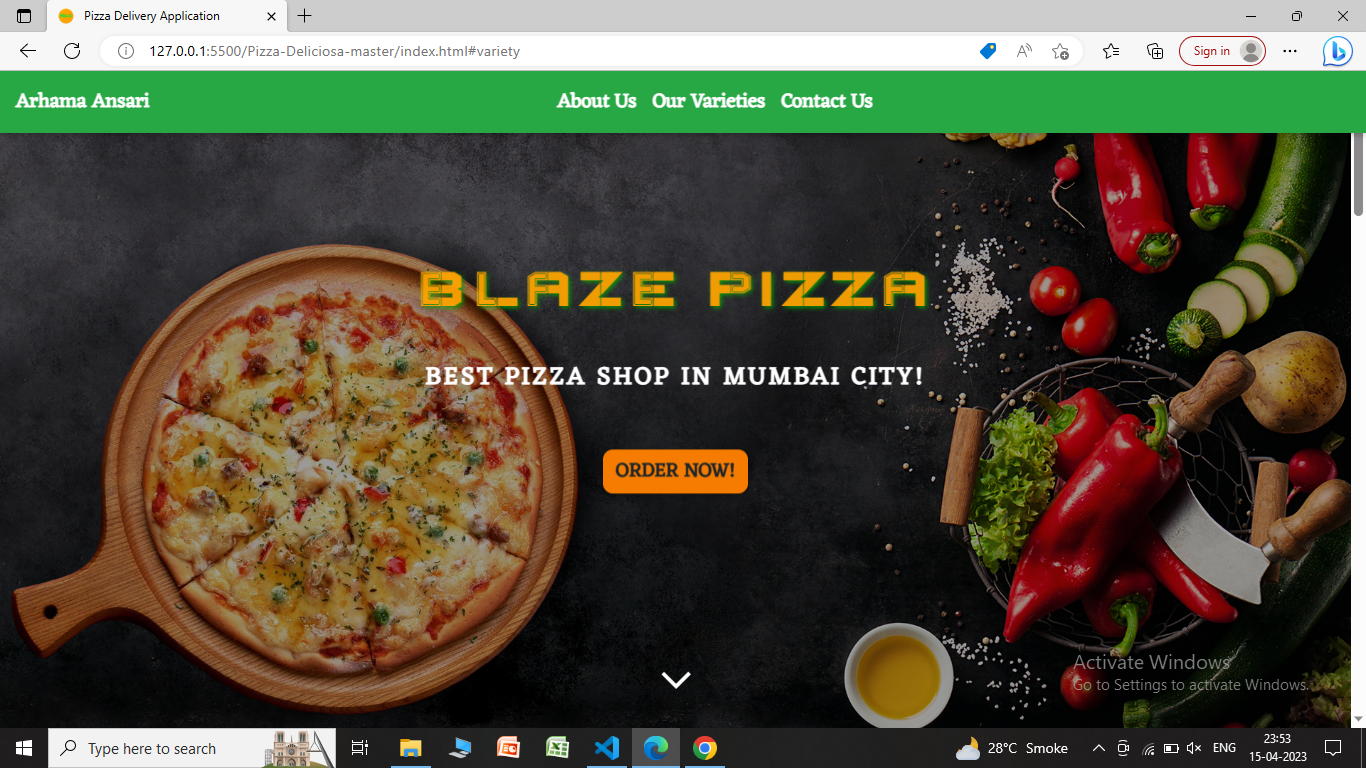 Pizza Delivery Application
127.0.0.1:5500/Pizza-Deliciosa-master/index.html#variety
Sign in
Arhama Ansari
About Us Our Varieties Contact Us
BLAZE PIZZA
BEST PIZZA SHOP IN MUMBAI CITY!
ORDER NOW!
Activate Windows
Go to Settings to activate Windows.
Type here to search
28°C Smoke
ENG
23:53
15-04-2023